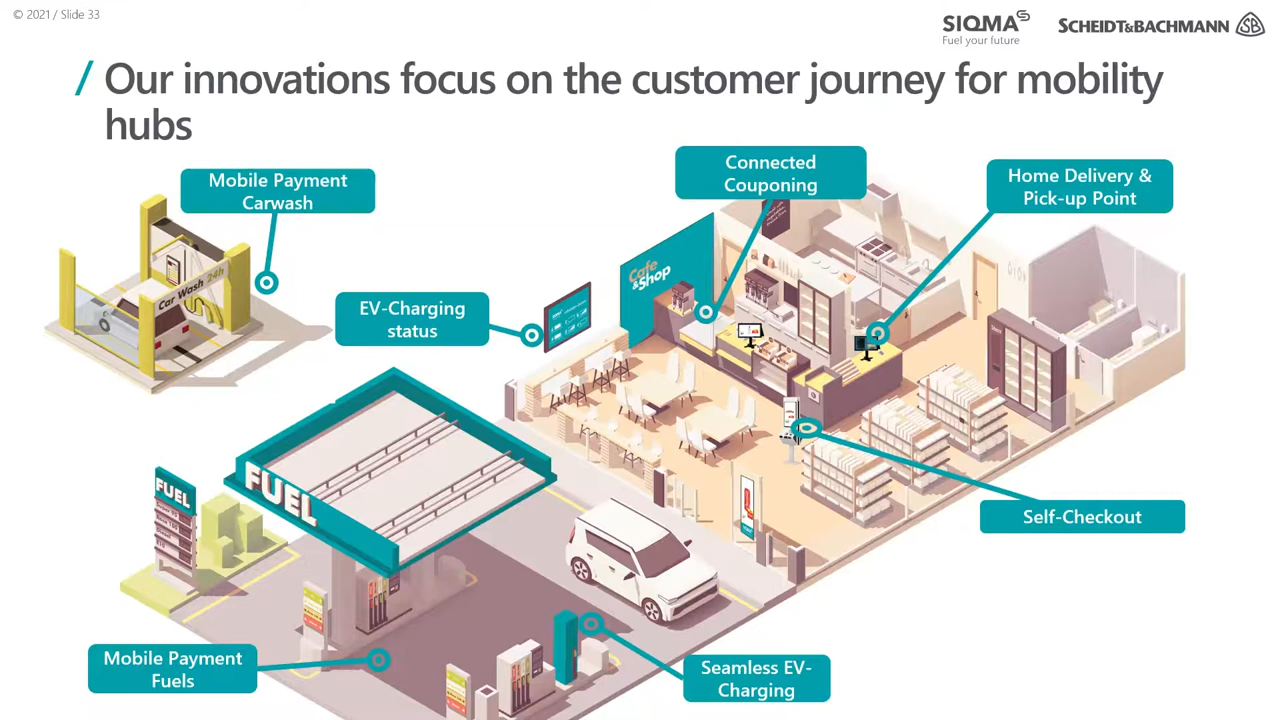 © 2021 / Slide 33
SIQMA
Fuel your future
SCHEIDT&BACHMANN SB
/ Our innovations focus on the customer journey for mobility
hubs
Mobile Payment
Carwash
Connected
Couponing
Home Delivery &
Pick-up Point
Car Wash 24h
EV-Charging
status
Cafe
&Shop
FUEL
FUEL
Self-Checkout
Mobile Payment
Fuels
Seamless EV-
Charging